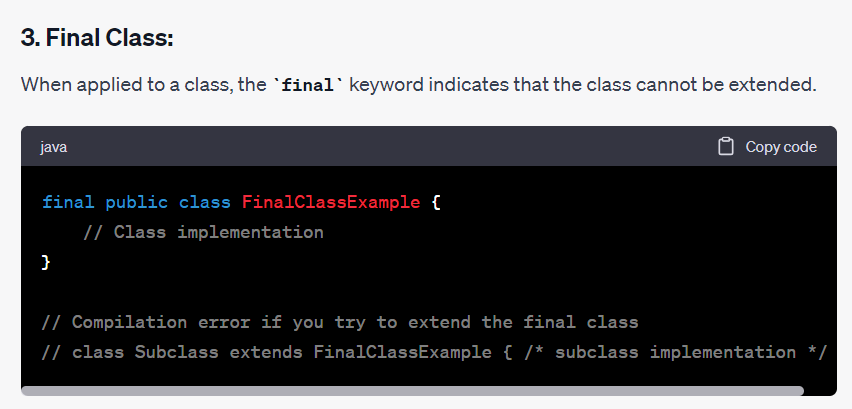 3. Final Class:
When applied to a class, the `final` keyword indicates that the class cannot be extended.
java
Copy code
final public class FinalClassExample {
    // Class implementation
}
// Compilation error if you try to extend the final class
// class Subclass extends FinalClassExample { /* subclass implementation */